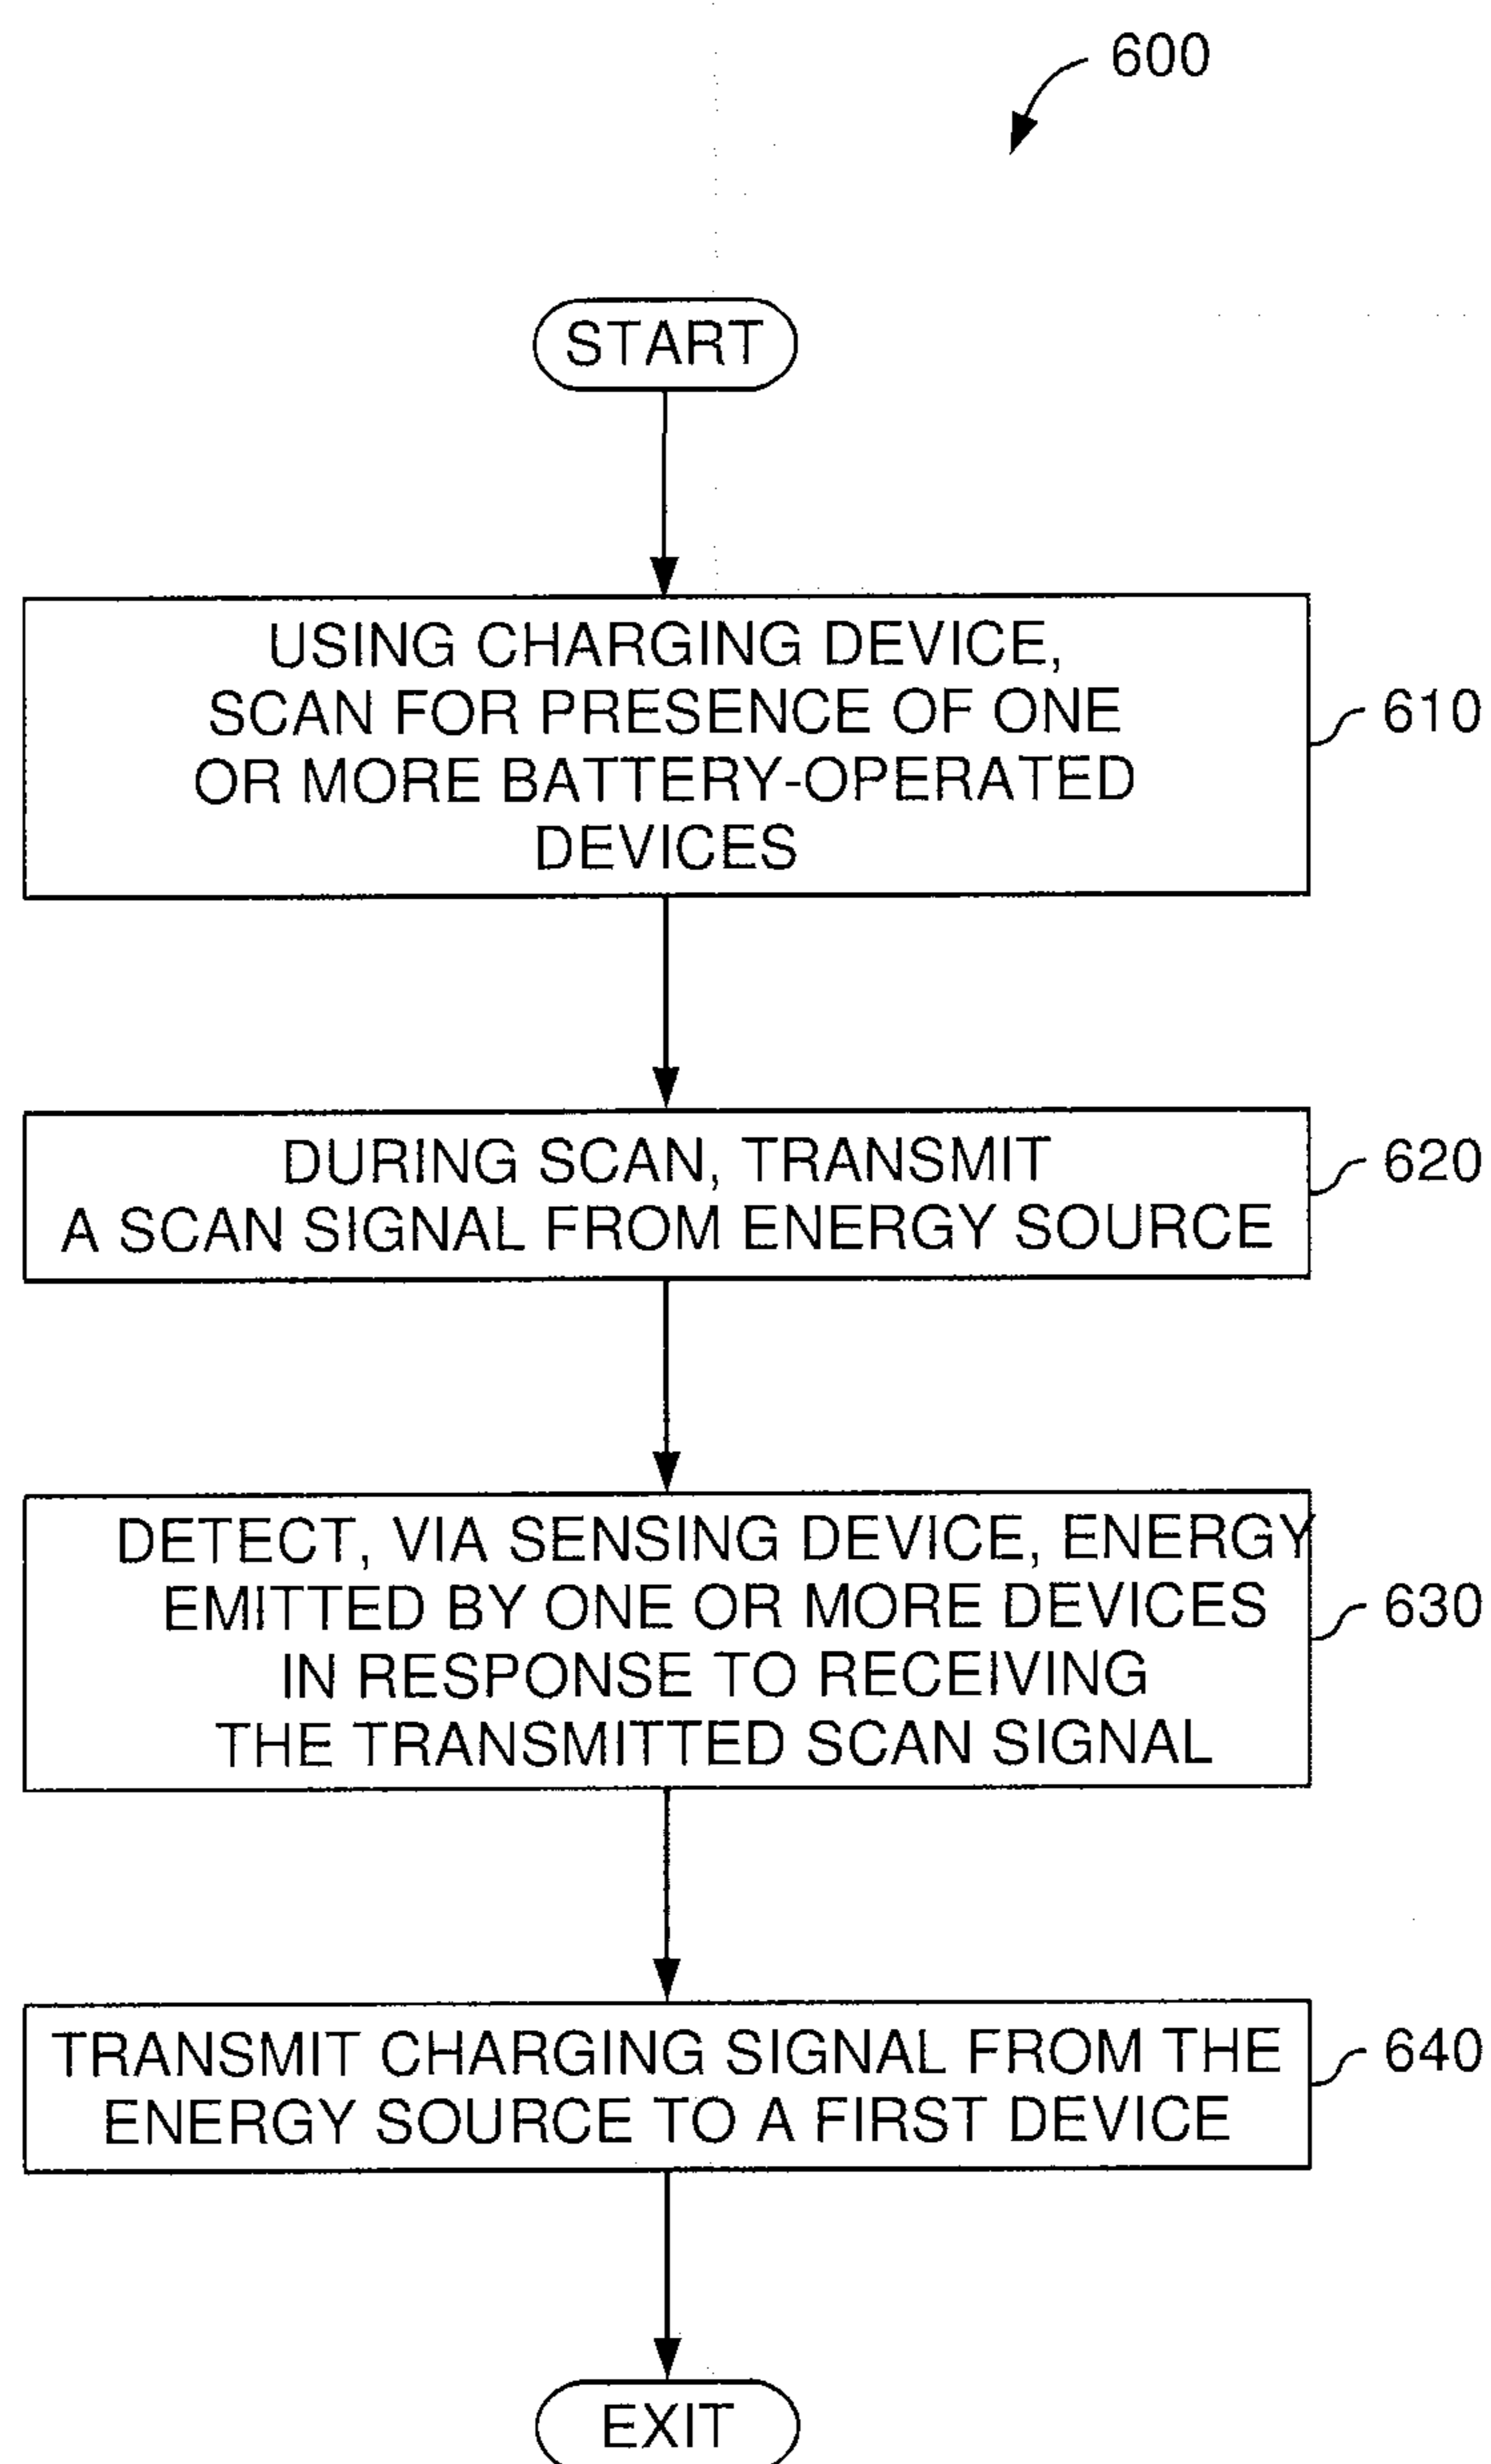 600
START
USING CHARGING DEVICE,
SCAN FOR PRESENCE OF ONE
OR MORE BATTERY-OPERATED
DEVICES
610
DURING SCAN, TRANSMIT
A SCAN SIGNAL FROM ENERGY SOURCE
620
DETECT, VIA SENSING DEVICE, ENERGY
EMITTED BY ONE OR MORE DEVICES
IN RESPONSE TO RECEIVING
THE TRANSMITTED SCAN SIGNAL
630
TRANSMIT CHARGING SIGNAL FROM THE
ENERGY SOURCE TO A FIRST DEVICE
640
EXIT